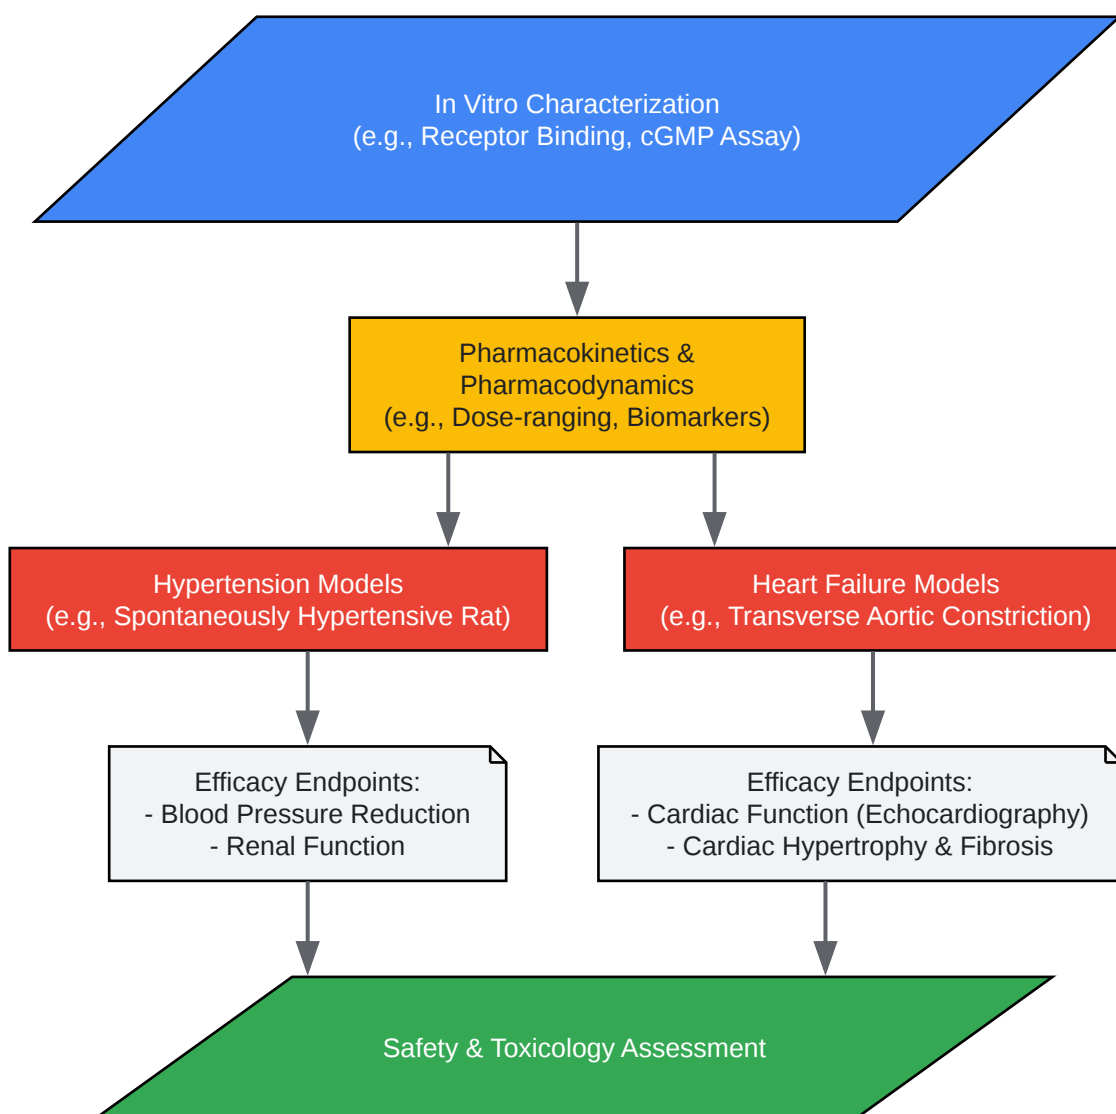 In Vitro Characterization
(e.g., Receptor Binding, cGMP Assay)
Pharmacokinetics &
Pharmacodynamics
(e.g., Dose-ranging, Biomarkers)
Hypertension Models
(e.g., Spontaneously Hypertensive Rat)
Heart Failure Models
(e.g., Transverse Aortic Constriction)
Efficacy Endpoints:
- Blood Pressure Reduction
- Renal Function
Efficacy Endpoints:
- Cardiac Function (Echocardiography)
- Cardiac Hypertrophy & Fibrosis
Safety & Toxicology Assessment